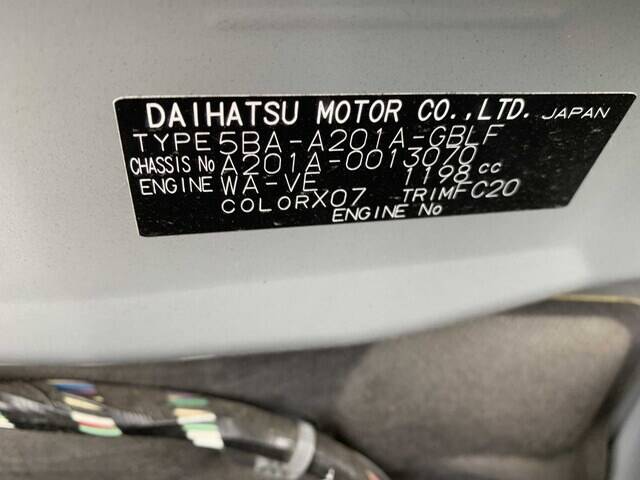 DAIHATSU MOTOR CO.,LTD. JAPAN
TYPE 5BA-A201A-GBLF
CHASSIS No A201A-0013070
ENGINE WA-VE 1198 cc
COLOR X07 TRIM FC20
ENGINE No